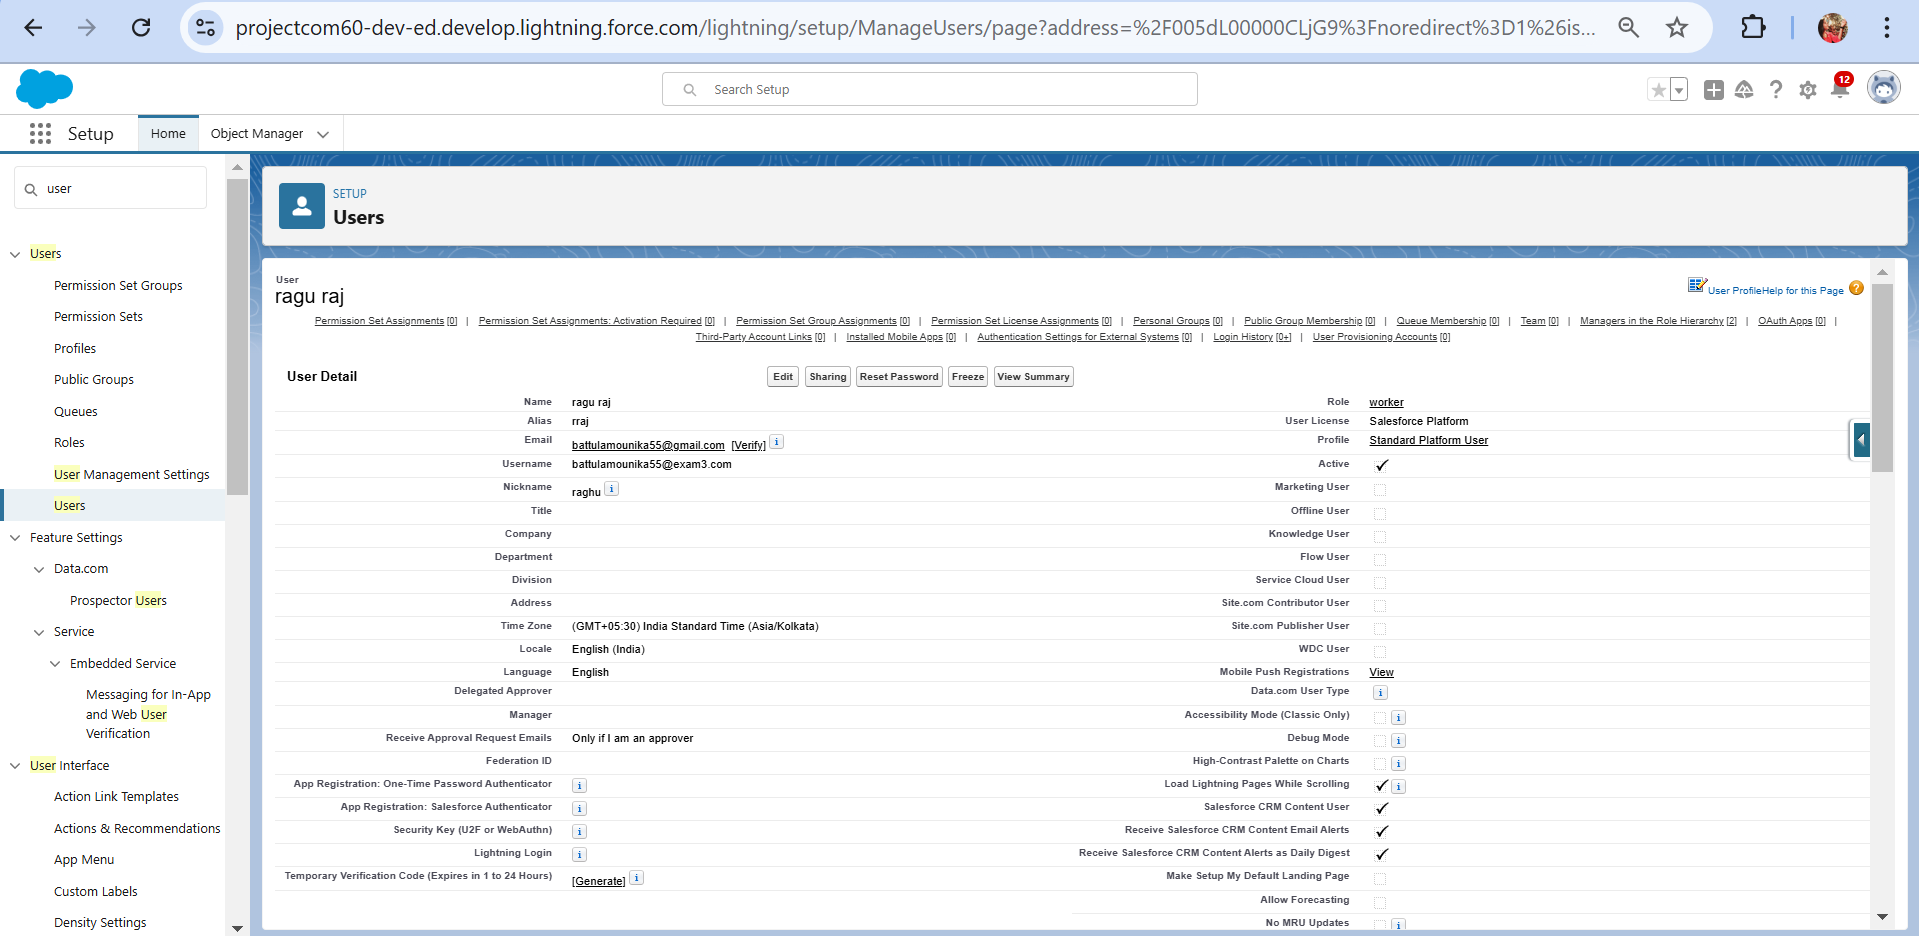 projectcom60-dev-ed.develop.lightning.force.com/lightning/setup/ManageUsers/page?address=%2F005dL00000CLjG9%3Fnoredirect%3D1%26is...
Search Setup
12
Setup
Home
Object Manager
user
Users
Permission Set Groups
Permission Sets
Profiles
Public Groups
Queues
Roles
User Management Settings
Users
Feature Settings
Data.com
Prospector Users
Service
Embedded Service
Messaging for In-App
and Web User
Verification
User Interface
Action Link Templates
Actions & Recommendations
App Menu
Custom Labels
Density Settings
SETUP
Users
User
ragu raj
User ProfileHelp for this Page ?
Permission Set Assignments [0] | Permission Set Assignments: Activation Required [0] | Permission Set Group Assignments [0] | Permission Set License Assignments [0] | Personal Groups [0] | Public Group Membership [0] | Queue Membership [0] | Team [0] | Managers in the Role Hierarchy [2] | OAuth Apps [0] |
Third-Party Account Links [0] | Installed Mobile Apps [0] | Authentication Settings for External Systems [0] | Login History [0+] | User Provisioning Accounts [0]
User Detail
Edit Sharing Reset Password Freeze View Summary
Name ragu raj Role worker
Alias rraj User License Salesforce Platform
Email battulamounika55@gmail.com [Verify] i Profile Standard Platform User
Username battulamounika55@exam3.com Active
Nickname raghu i Marketing User
Title Offline User
Company Knowledge User
Department Flow User
Division Service Cloud User
Address Site.com Contributor User
Time Zone (GMT+05:30) India Standard Time (Asia/Kolkata) Site.com Publisher User
Locale English (India) WDC User
Language English Mobile Push Registrations View
Delegated Approver Data.com User Type i
Manager Accessibility Mode (Classic Only) i
Receive Approval Request Emails Only if I am an approver Debug Mode i
Federation ID High-Contrast Palette on Charts i
App Registration: One-Time Password Authenticator i Load Lightning Pages While Scrolling i
App Registration: Salesforce Authenticator i Salesforce CRM Content User
Security Key (U2F or WebAuthn) i Receive Salesforce CRM Content Email Alerts
Lightning Login i Receive Salesforce CRM Content Alerts as Daily Digest
Temporary Verification Code (Expires in 1 to 24 Hours) [Generate] i Make Setup My Default Landing Page
Allow Forecasting
No MRU Updates i